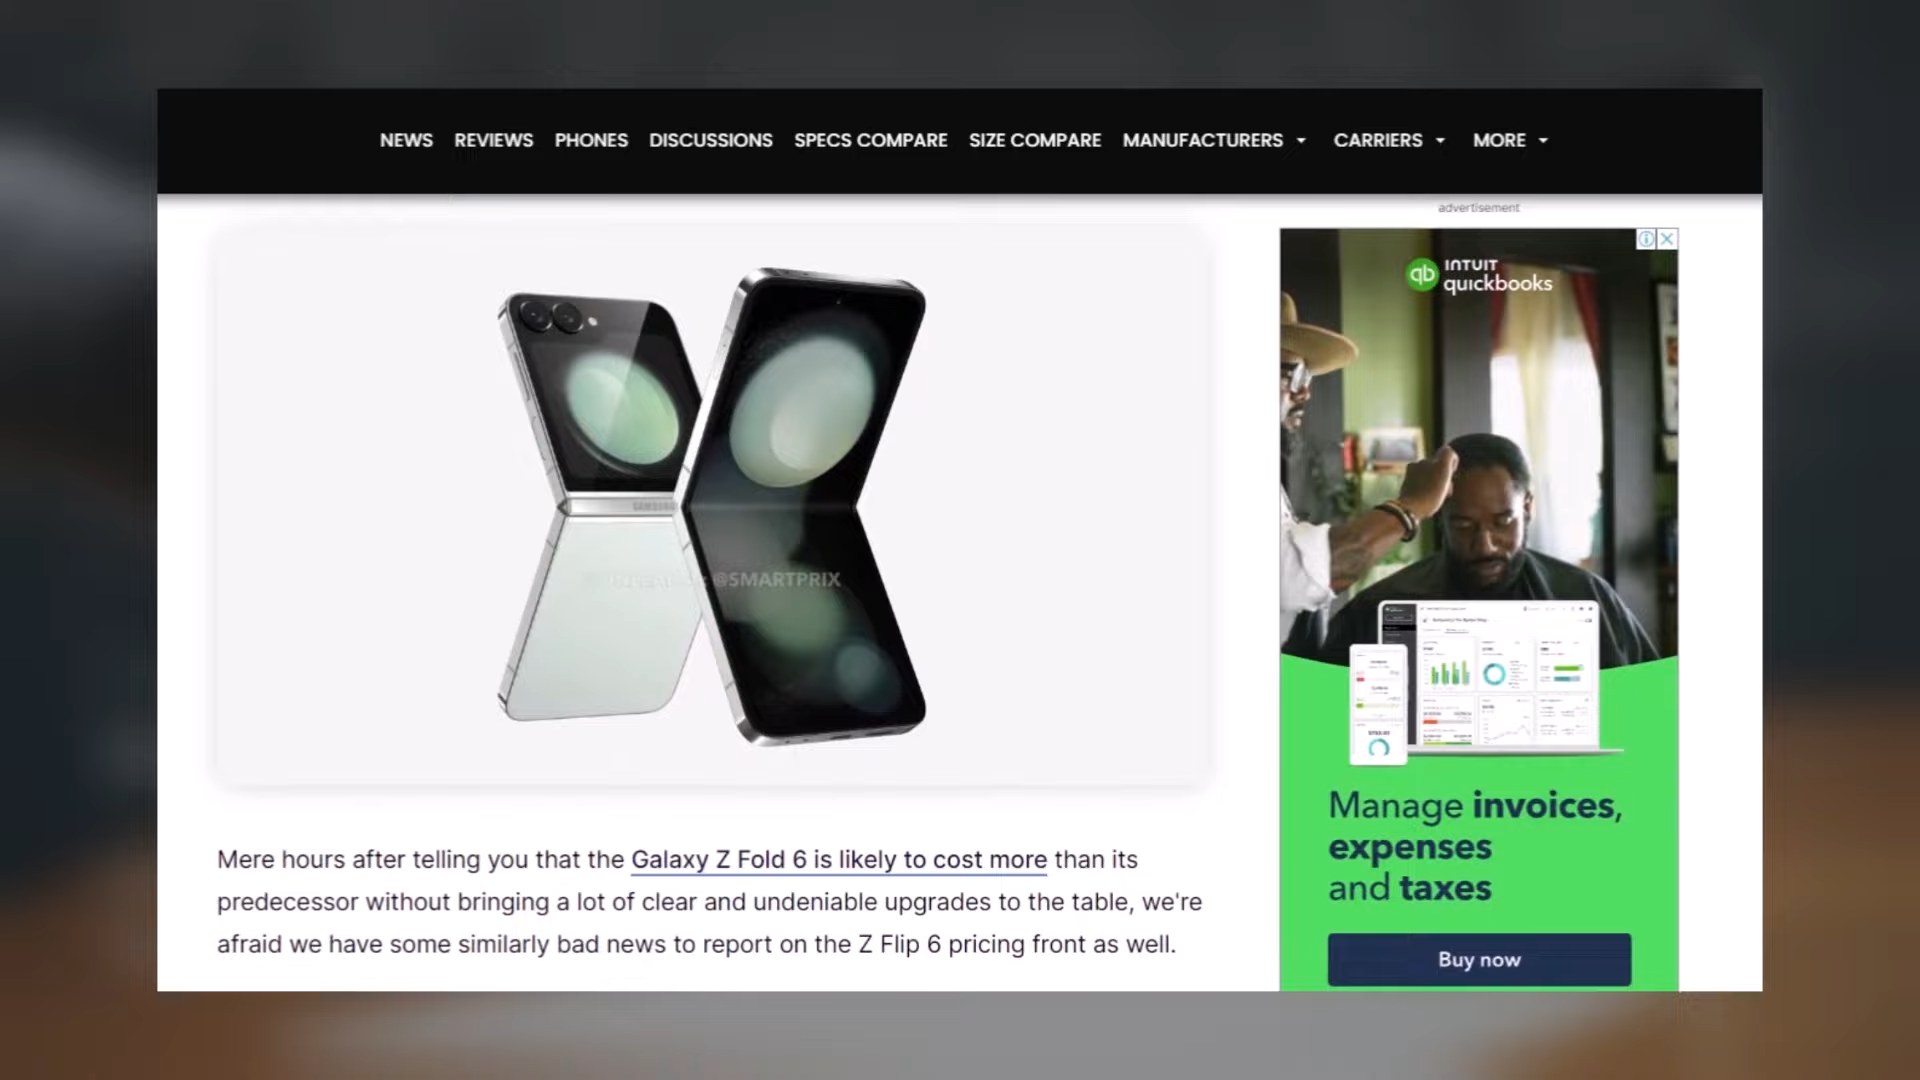 NEWS REVIEWS PHONES DISCUSSIONS SPECS COMPARE SIZE COMPARE MANUFACTURERS CARRIERS MORE
advertisement
SAMSUNG
@SMARTPRIX
Mere hours after telling you that the Galaxy Z Fold 6 is likely to cost more than its
predecessor without bringing a lot of clear and undeniable upgrades to the table, we're
afraid we have some similarly bad news to report on the Z Flip 6 pricing front as well.
qb INTUIT
quickbooks
Manage invoices,
expenses
and taxes
Buy now